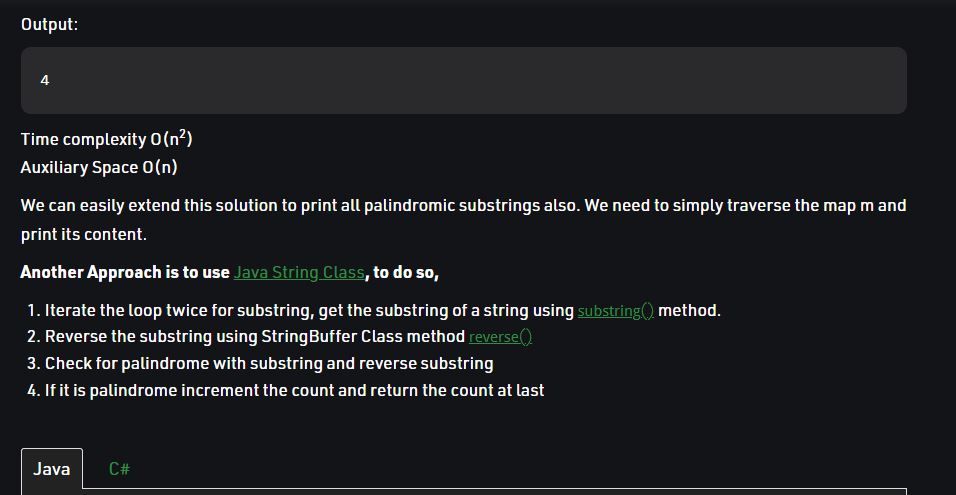 Output:
4
Time complexity O(n²)
Auxiliary Space O(n)
We can easily extend this solution to print all palindromic substrings also. We need to simply traverse the map m and
print its content.
Another Approach is to use Java String Class, to do so,
1. Iterate the loop twice for substring, get the substring of a string using substring() method.
2. Reverse the substring using StringBuffer Class method reverse()
3. Check for palindrome with substring and reverse substring
4. If it is palindrome increment the count and return the count at last
Java C#